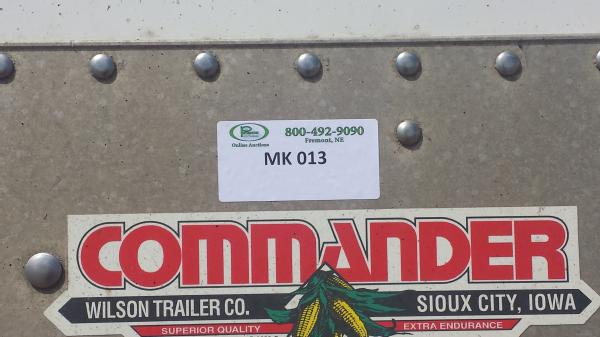 800-492-9090
Fremont, NE
Online Auctions
MK 013
COMMANDER
WILSON TRAILER CO. SIOUX CITY, IOWA
SUPERIOR QUALITY EXTRA ENDURANCE